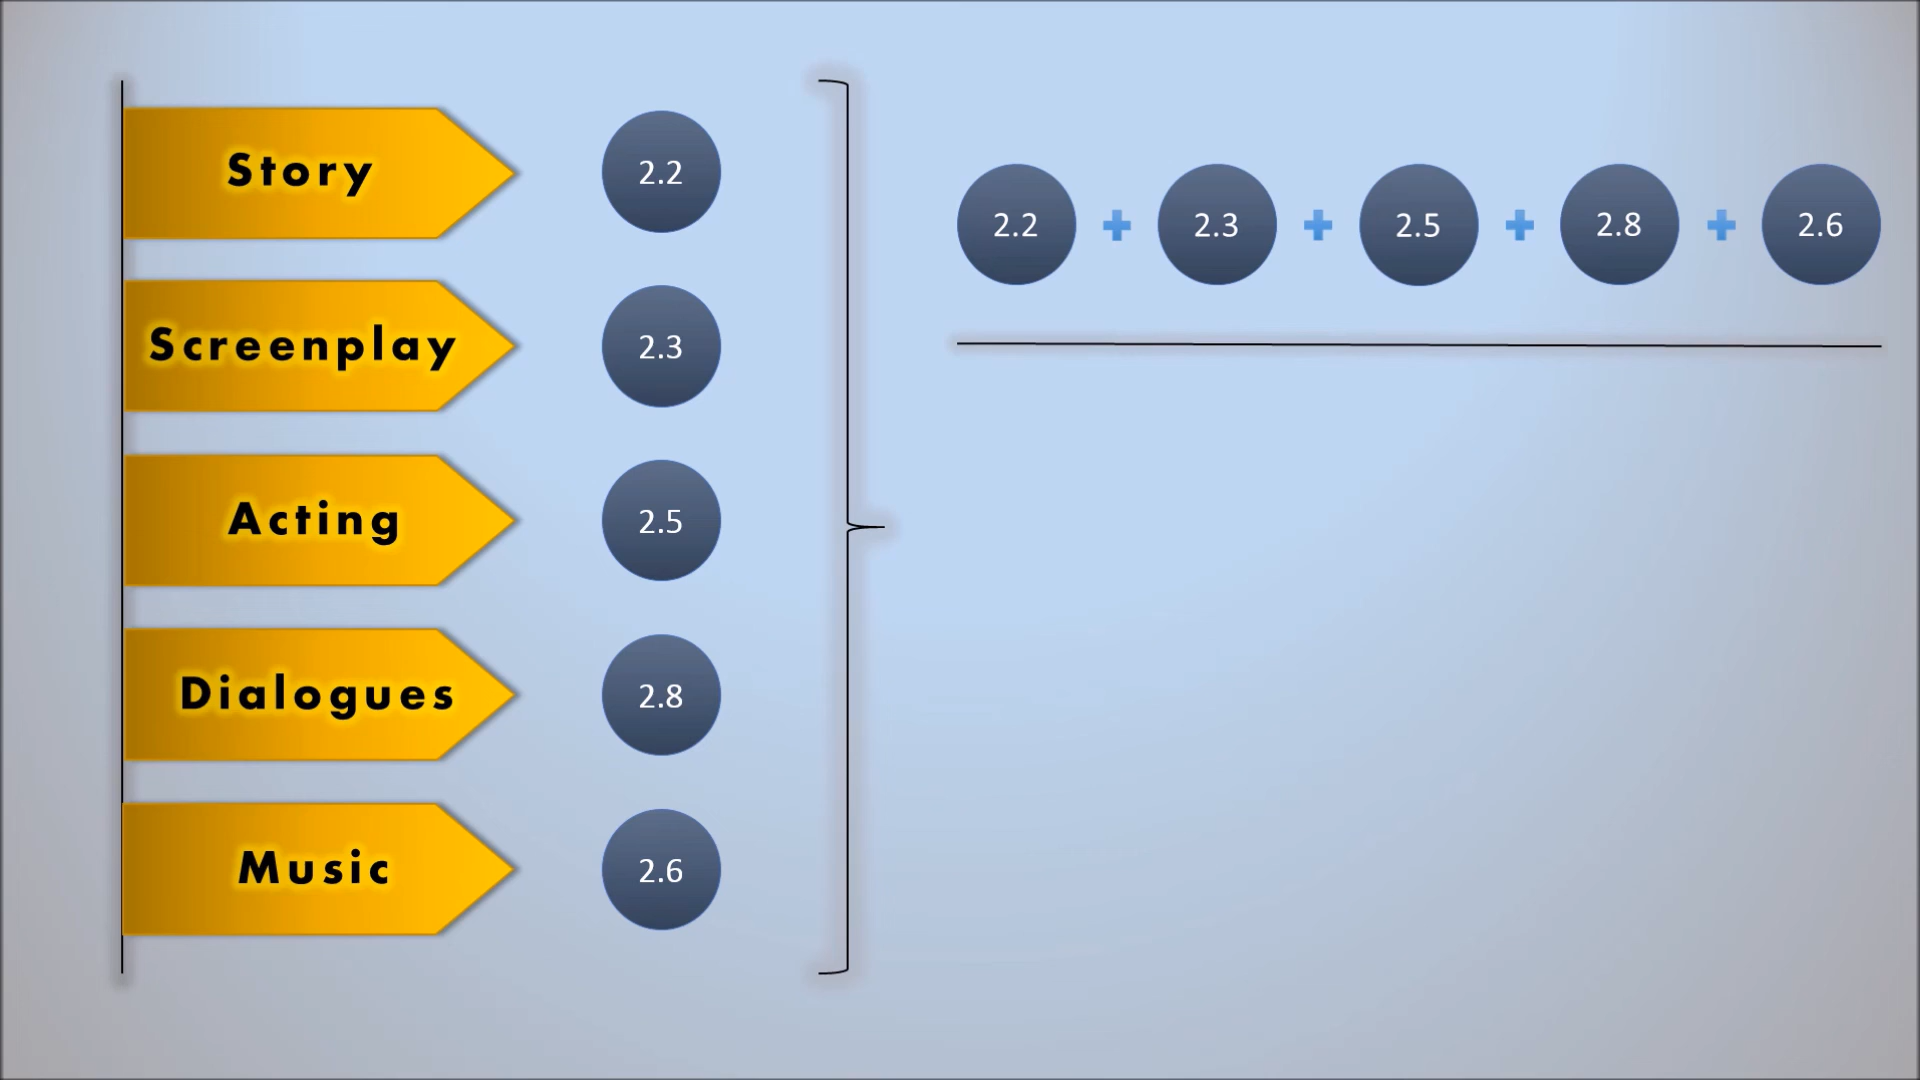 Story
2.2
Screenplay
2.3
Acting
2.5
Dialogues
2.8
Music
2.6
2.2 + 2.3 + 2.5 + 2.8 + 2.6